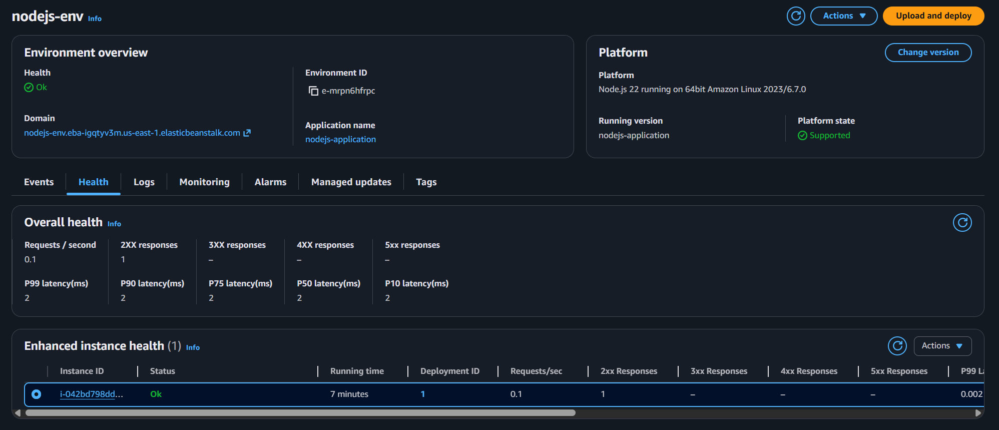 nodejs-env Info
Actions
Upload and deploy
Environment overview
Health
Ok
Domain
nodejs-env.eba-igqtyv3m.us-east-1.elasticbeanstalk.com
Environment ID
e-mrpn6hfrpc
Application name
nodejs-application
Platform
Change version
Platform
Node.js 22 running on 64bit Amazon Linux 2023/6.7.0
Running version
nodejs-application
Platform state
Supported
Events Health Logs Monitoring Alarms Managed updates Tags
Overall health Info
Requests / second 2XX responses 3XX responses 4XX responses 5xx responses
0.1 1 – – –
P99 latency(ms) P90 latency(ms) P75 latency(ms) P50 latency(ms) P10 latency(ms)
2 2 2 2 2
Enhanced instance health (1) Info
Actions
Instance ID Status Running time Deployment ID Requests/sec 2xx Responses 3xx Responses 4xx Responses 5xx Responses P99
i-042bd798dd... Ok 7 minutes 1 0.1 1 – – – 0.002